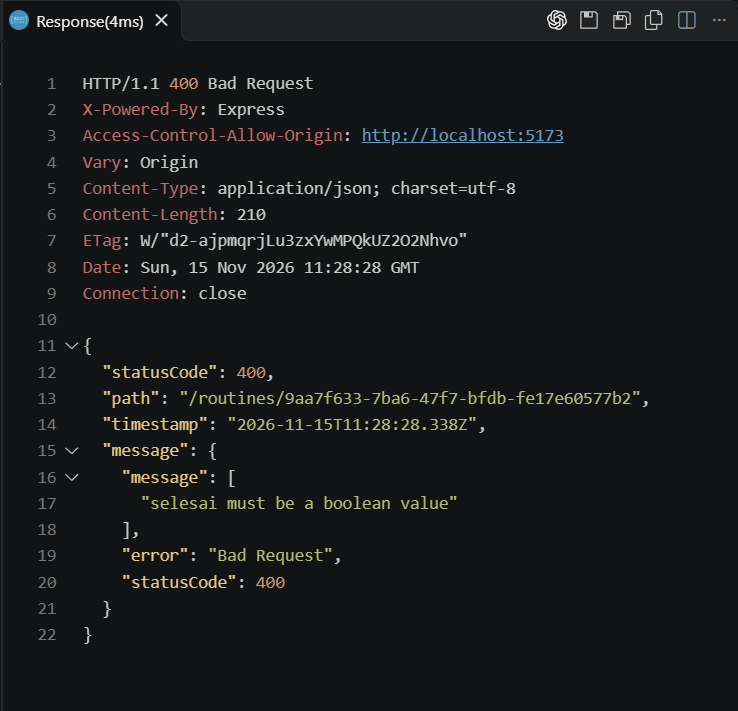 Response(4ms)
1 HTTP/1.1 400 Bad Request
2 X-Powered-By: Express
3 Access-Control-Allow-Origin: http://localhost:5173
4 Vary: Origin
5 Content-Type: application/json; charset=utf-8
6 Content-Length: 210
7 ETag: W/"d2-ajpmqrjLu3zxYwMPQkUZ2O2Nhvo"
8 Date: Sun, 15 Nov 2026 11:28:28 GMT
9 Connection: close
10
11 {
12 "statusCode": 400,
13 "path": "/routines/9aa7f633-7ba6-47f7-bfdb-fe17e60577b2",
14 "timestamp": "2026-11-15T11:28:28.338Z",
15 "message": {
16 "message": [
17 "selesai must be a boolean value"
18 ],
19 "error": "Bad Request",
20 "statusCode": 400
21 }
22 }